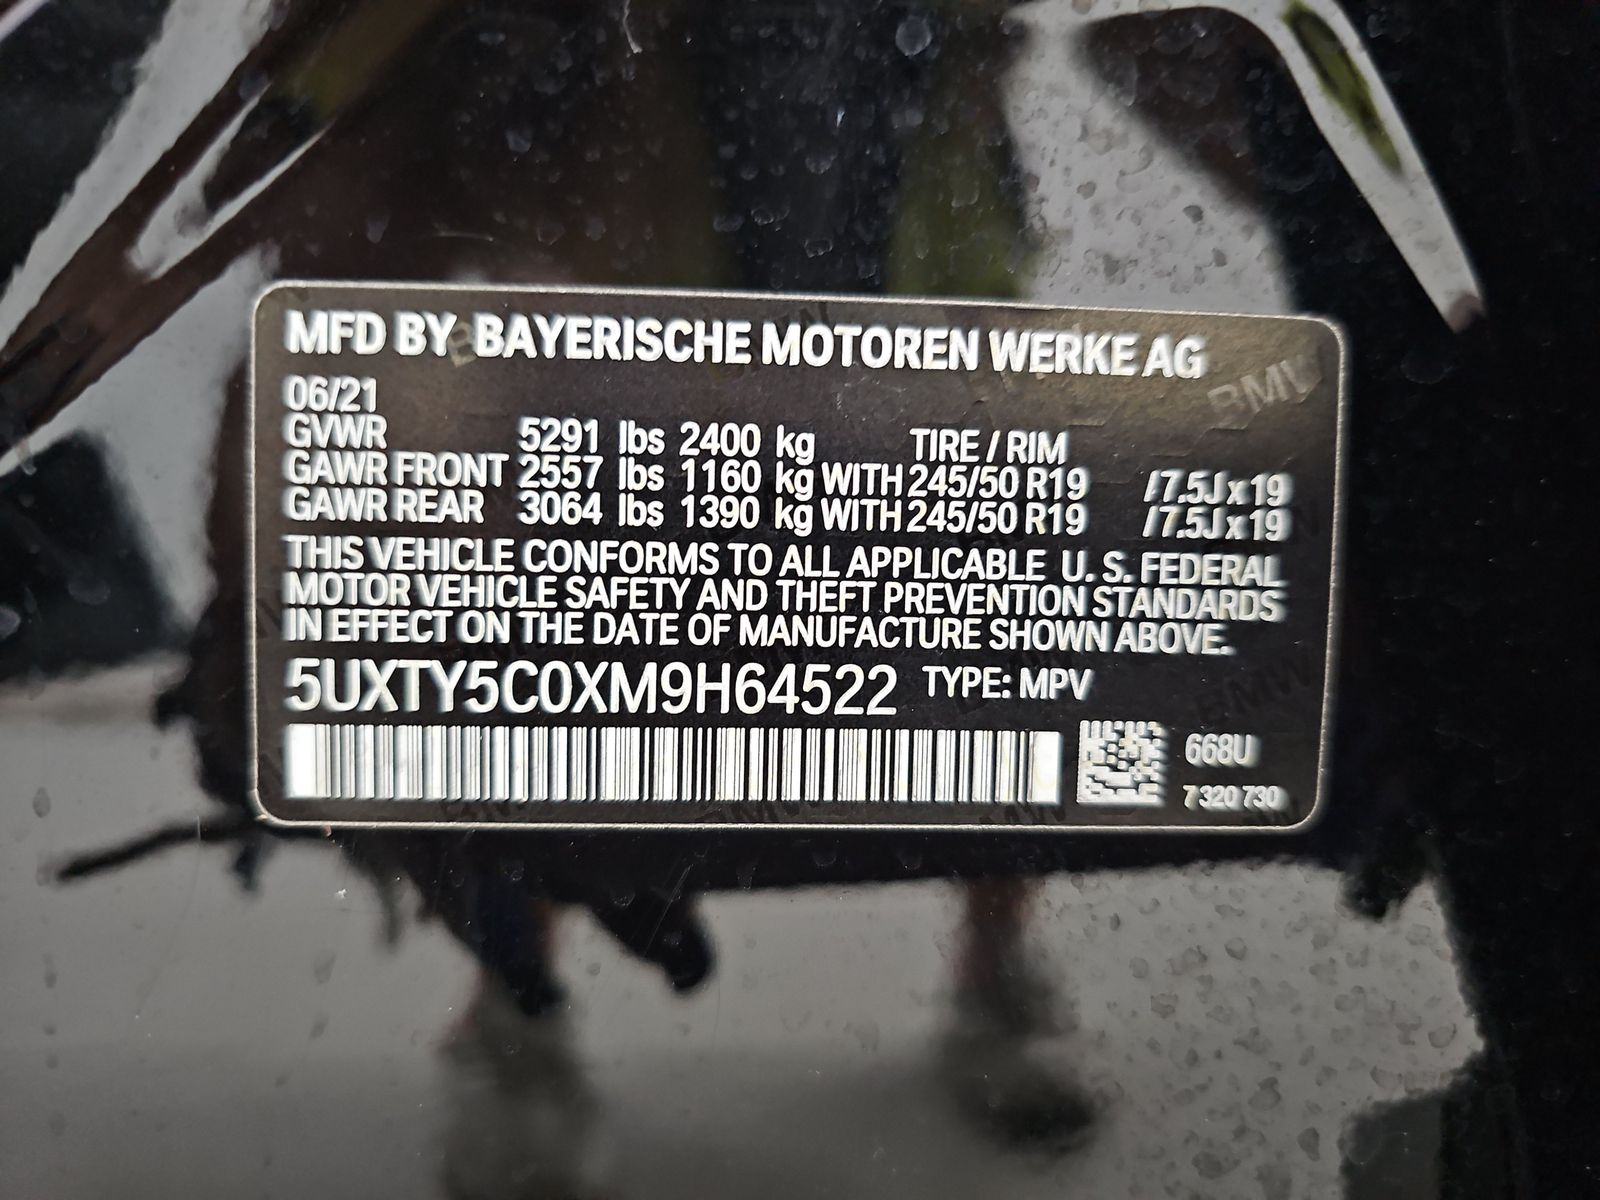 MFD BY BAYERISCHE MOTOREN WERKE AG
06/21
GVWR 5291 lbs 2400 kg TIRE / RIM
GAWR FRONT 2557 lbs 1160 kg WITH 245/50 R19 /7.5J x 19
GAWR REAR 3064 lbs 1390 kg WITH 245/50 R19 /7.5J x 19
THIS VEHICLE CONFORMS TO ALL APPLICABLE U. S. FEDERAL
MOTOR VEHICLE SAFETY AND THEFT PREVENTION STANDARDS
IN EFFECT ON THE DATE OF MANUFACTURE SHOWN ABOVE.
5UXTY5C0XM9H64522 TYPE: MPV
668U
7 320 730